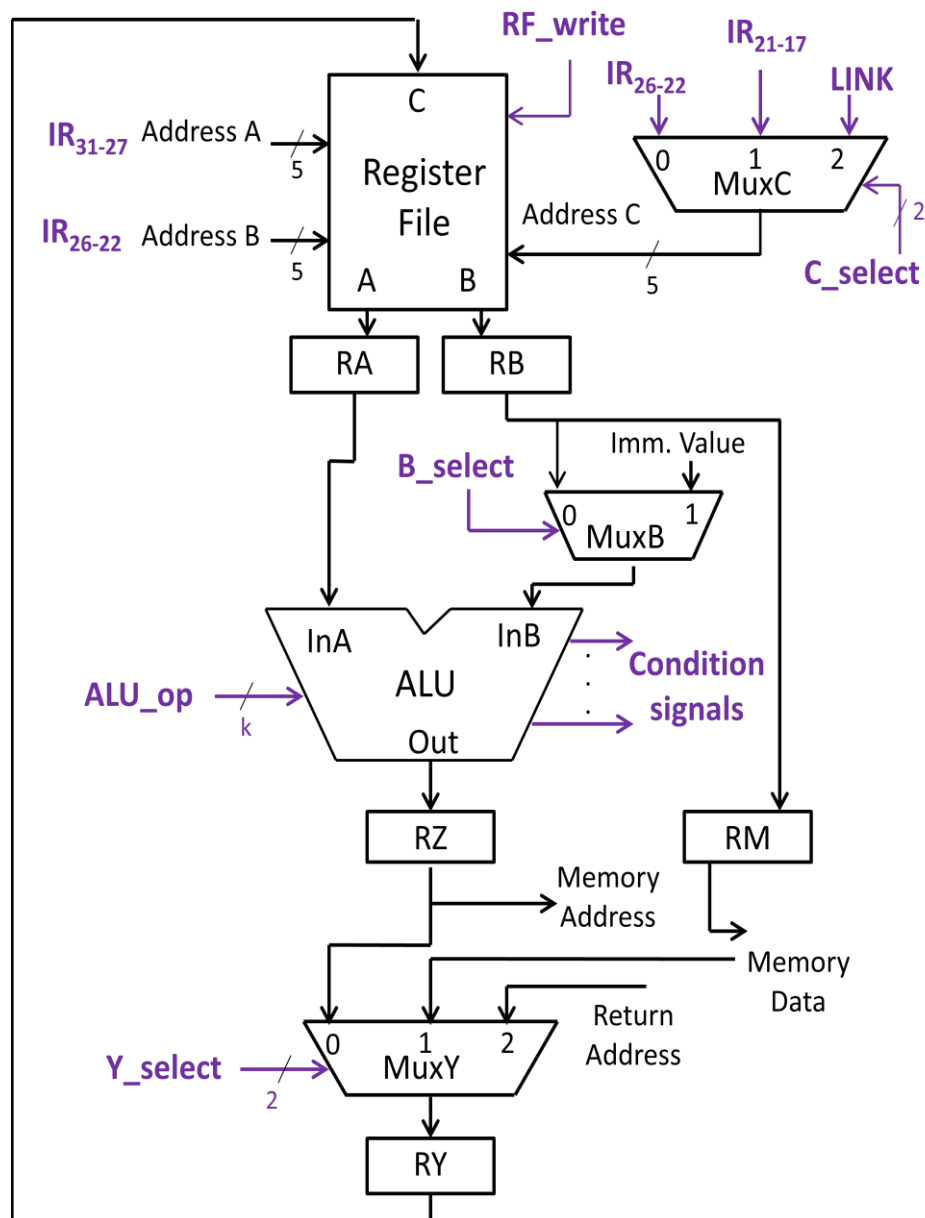 RF_write
IR21-17
IR26-22
LINK
C
IR31-27
Address A
5
0
1
2
MuxC
Register
File
Address C
2
IR26-22
Address B
5
5
C_select
A
B
RA
RB
Imm. Value
B_select
0
1
MuxB
InA
InB
ALU_op
k
ALU
.
.
.
Condition
signals
Out
RZ
RM
Memory
Address
Memory
Data
Return
Address
0
1
2
MuxY
Y_select
2
RY